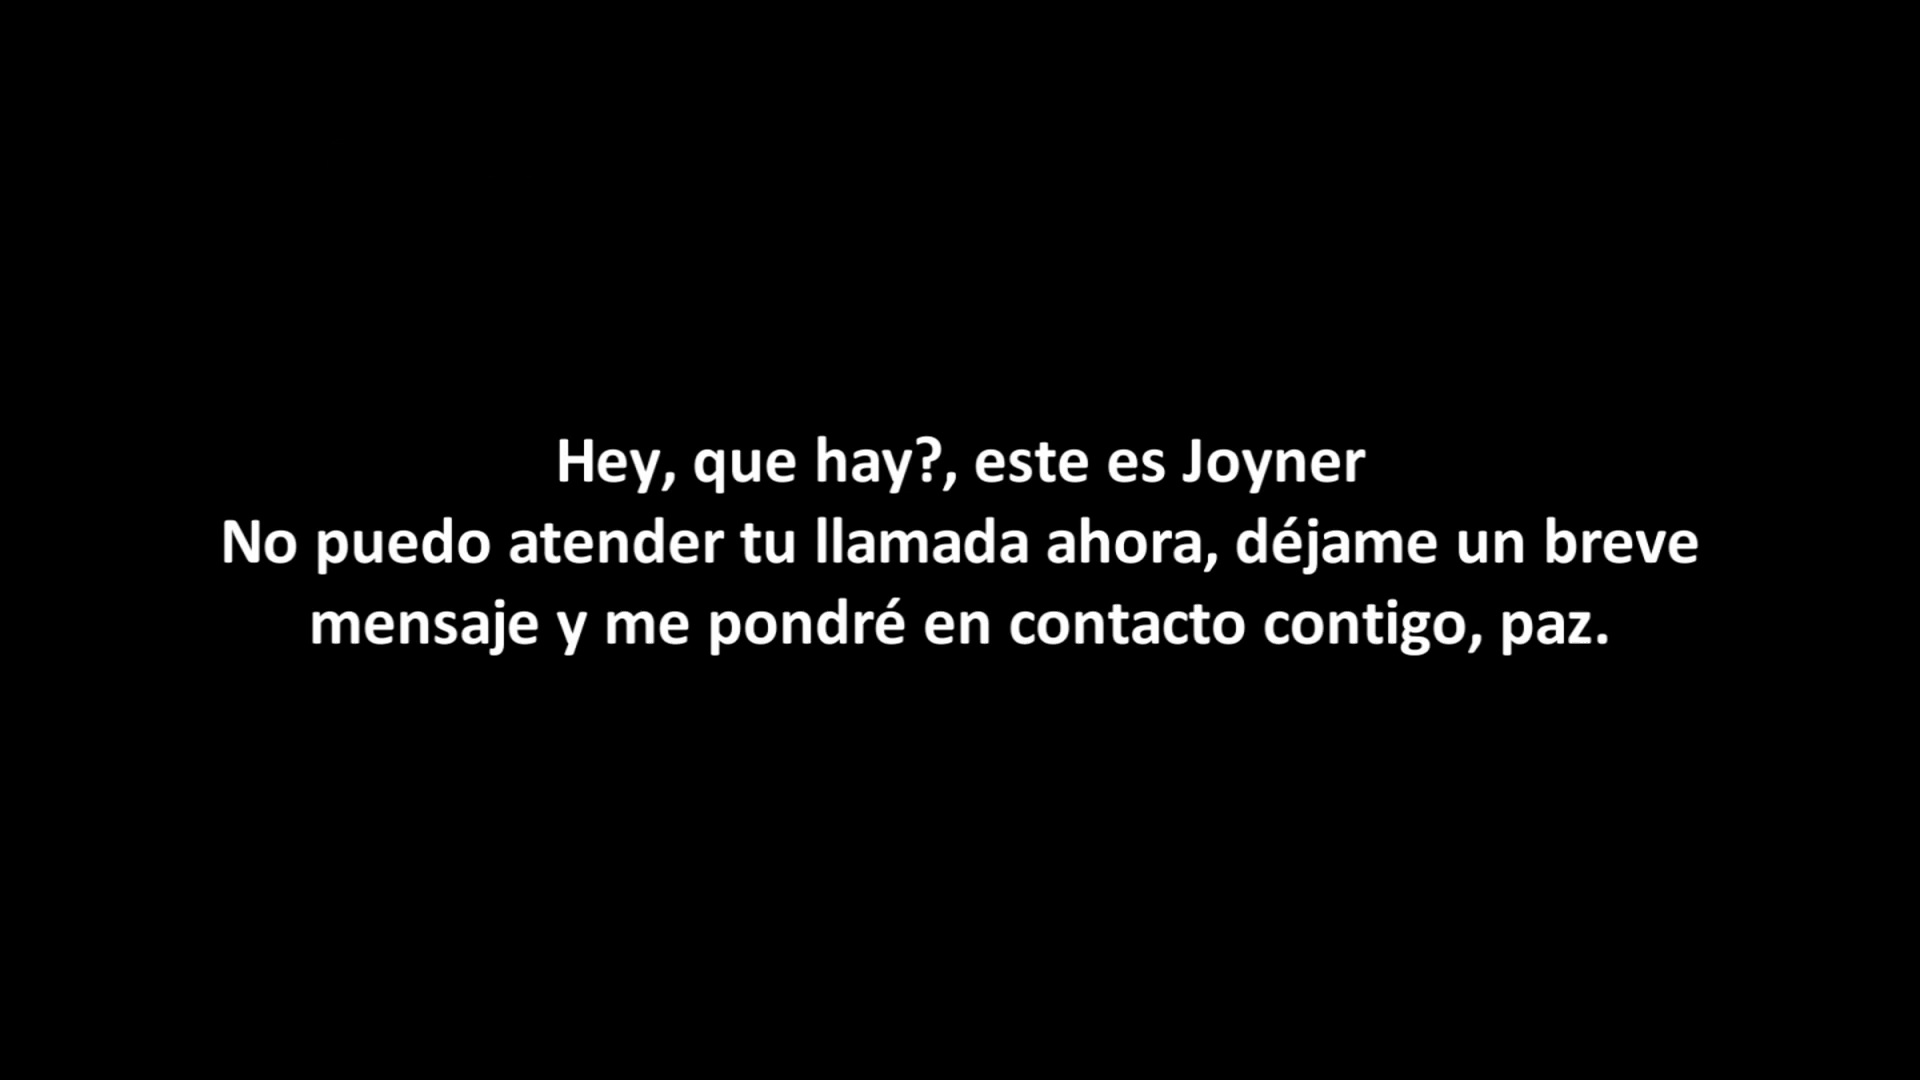 Hey, que hay?, este es Joyner
No puedo atender tu llamada ahora, déjame un breve
mensaje y me pondré en contacto contigo, paz.